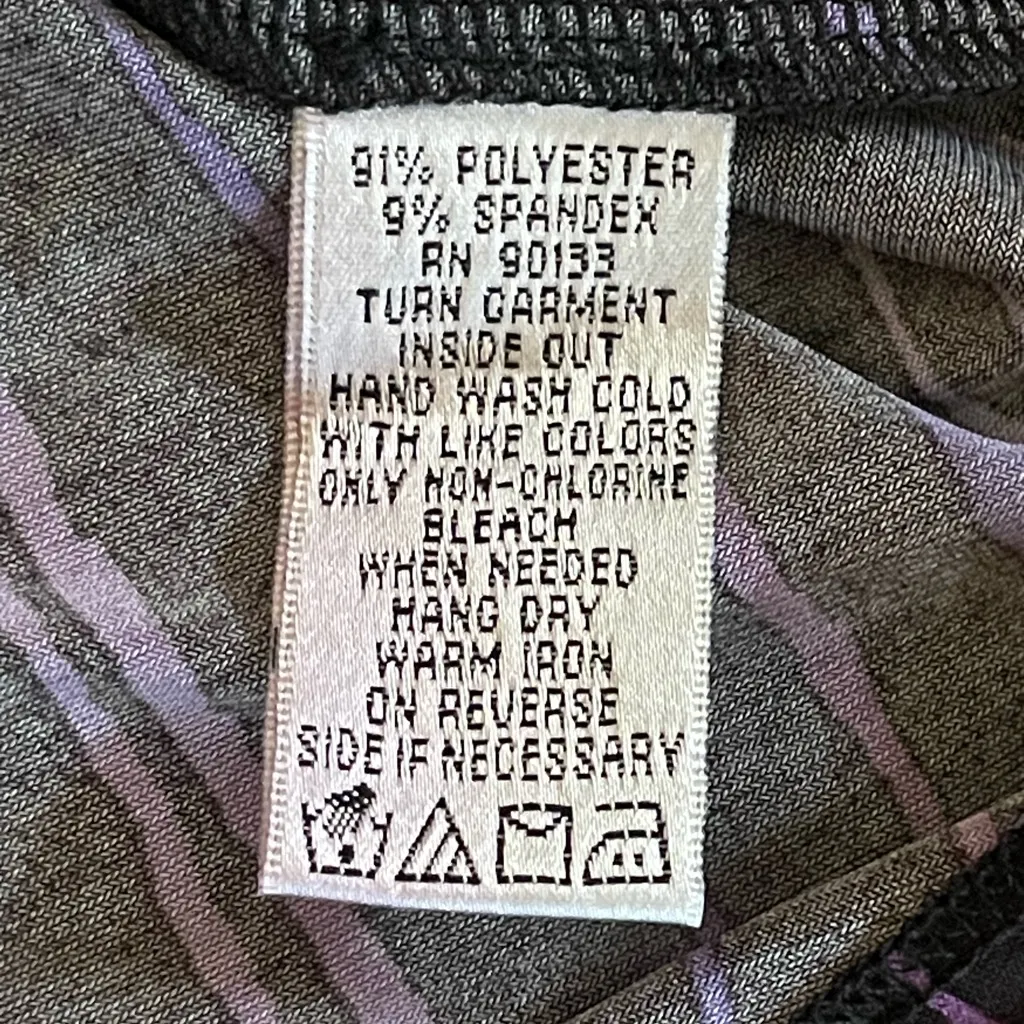 91% POLYESTER
9% SPANDEX
RN 90133
TURN GARMENT
INSIDE OUT
HAND WASH COLD
WITH LIKE COLORS
ONLY NON-CHLORINE
BLEACH
WHEN NEEDED
HANG DRY
WARM IRON
ON REVERSE
SIDE IF NECESSARY